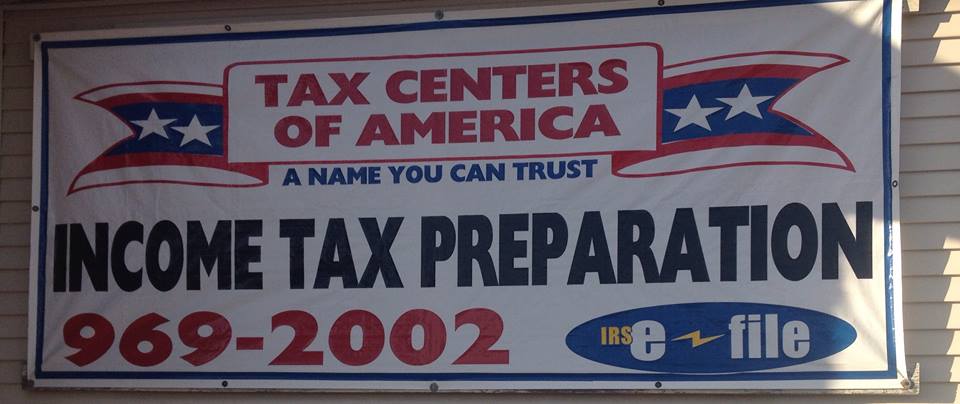 TAX CENTERS
OF AMERICA
A NAME YOU CAN TRUST
INCOME TAX PREPARATION
969-2002
IRS e file